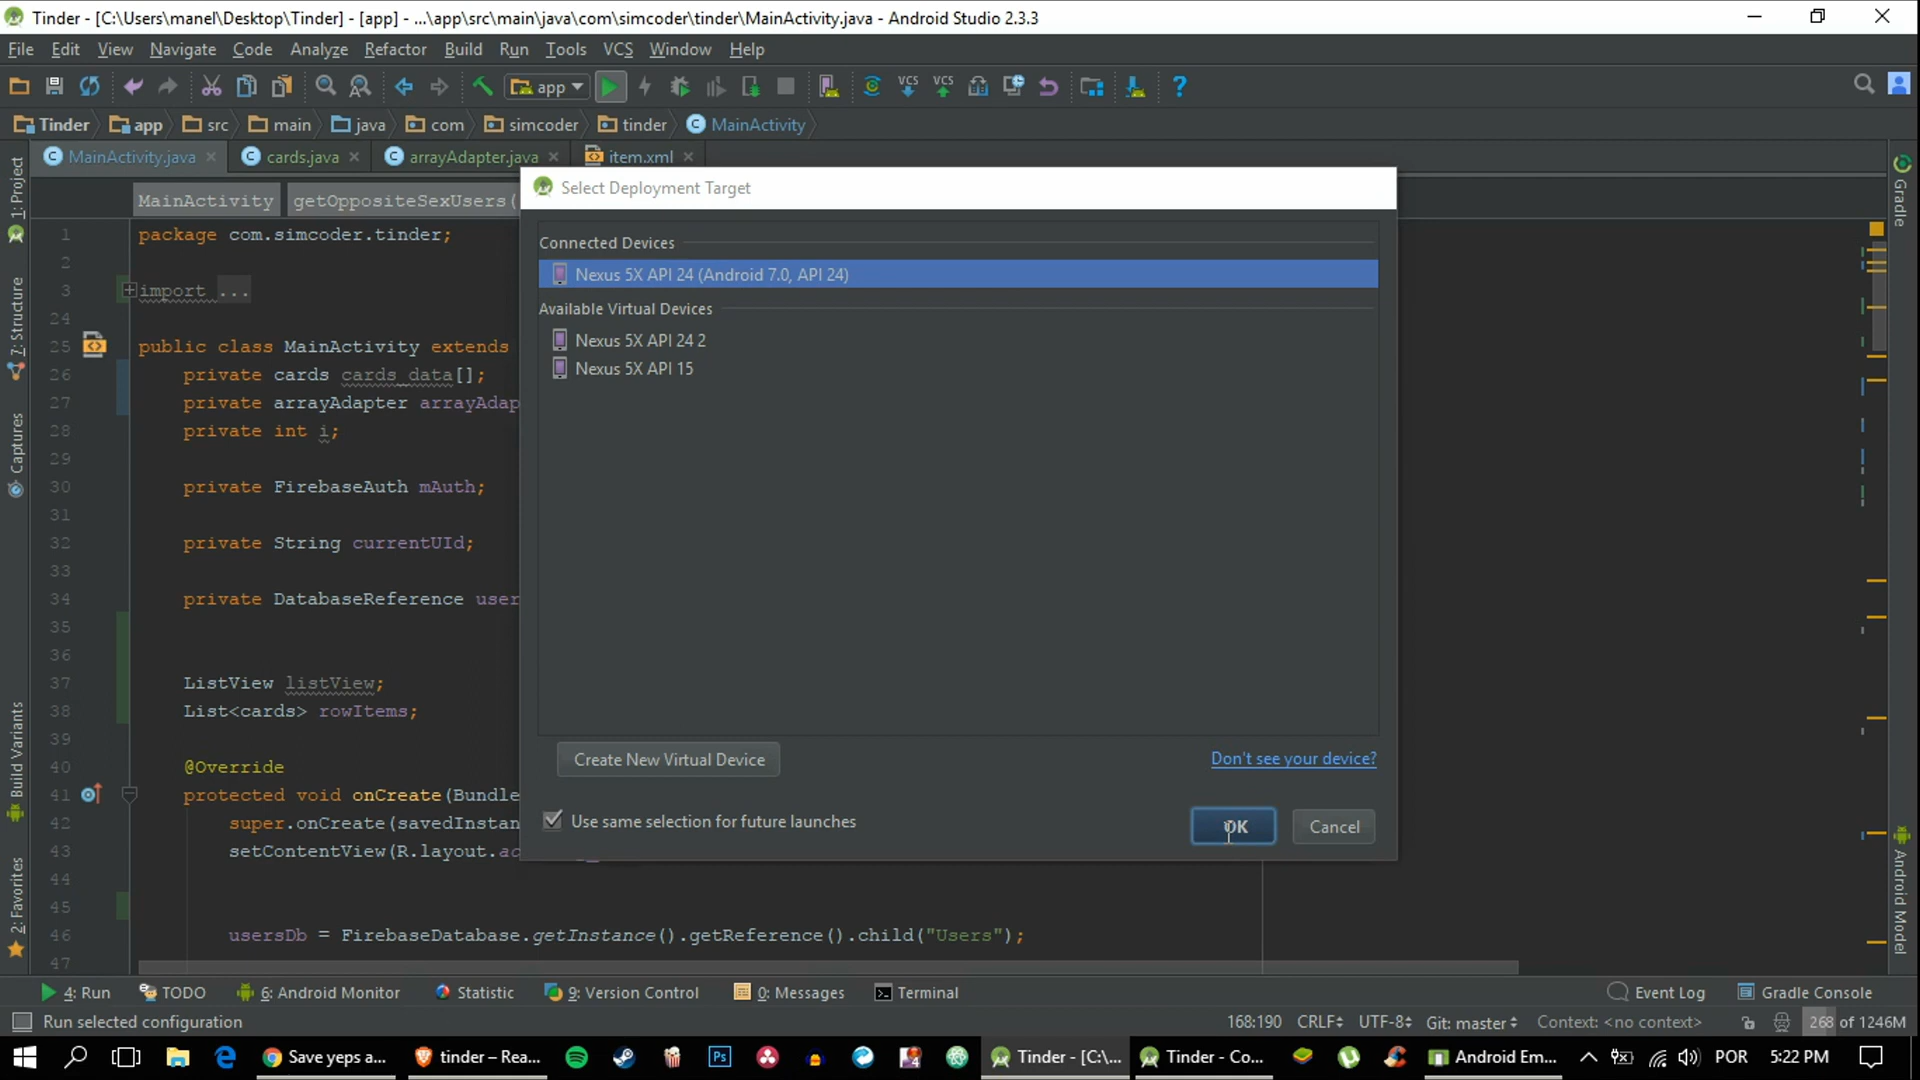 Tinder - [C:\Users\manel\Desktop\Tinder] - [app] - ...\app\src\main\java\com\simcoder\tinder\MainActivity.java - Android Studio 2.3.3
File Edit View Navigate Code Analyze Refactor Build Run Tools VCS Window Help
app VCS VCS ?
Tinder app src main java com simcoder tinder MainActivity
MainActivity.java cards.java arrayAdapter.java item.xml
MainActivity getOppositeSexUsers(
1 package com.simcoder.tinder;
2
3 import ...
24
25 public class MainActivity extends
26 private cards cards_data[];
27 private arrayAdapter arrayAdap
28 private int i;
29
30 private FirebaseAuth mAuth;
31
32 private String currentUId;
33
34 private DatabaseReference user
35
36
37 ListView listView;
38 List<cards> rowItems;
39
40 @Override
41 protected void onCreate(Bundle
42 super.onCreate(savedInstan
43 setContentView(R.layout.ac
44
45
46 usersDb = FirebaseDatabase.getInstance().getReference().child("Users");
47
Select Deployment Target
Connected Devices
Nexus 5X API 24 (Android 7.0, API 24)
Available Virtual Devices
Nexus 5X API 24 2
Nexus 5X API 15
Create New Virtual Device
Don't see your device?
Use same selection for future launches
OK Cancel
1: Project
7: Structure
Captures
Build Variants
2: Favorites
Gradle
Android Model
4: Run TODO 6: Android Monitor Statistic 9: Version Control 0: Messages Terminal Event Log Gradle Console
Run selected configuration 168:190 CRLF UTF-8 Git: master Context: <no context> 268 of 1246M
Save yeps a... tinder – Rea... Ps Tinder - [C:\... Tinder - Co... Android Em... POR 5:22 PM